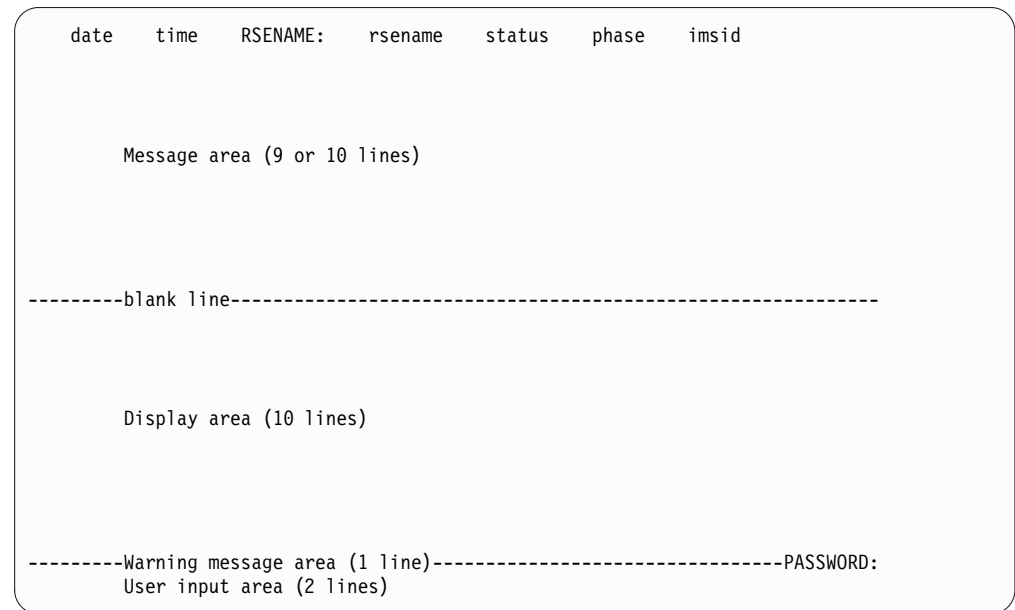 date time RSENAME: rsename status phase imsid
Message area (9 or 10 lines)
---------blank line-------------------------------------------------------------
Display area (10 lines)
---------Warning message area (1 line)---------------------------------PASSWORD:
User input area (2 lines)